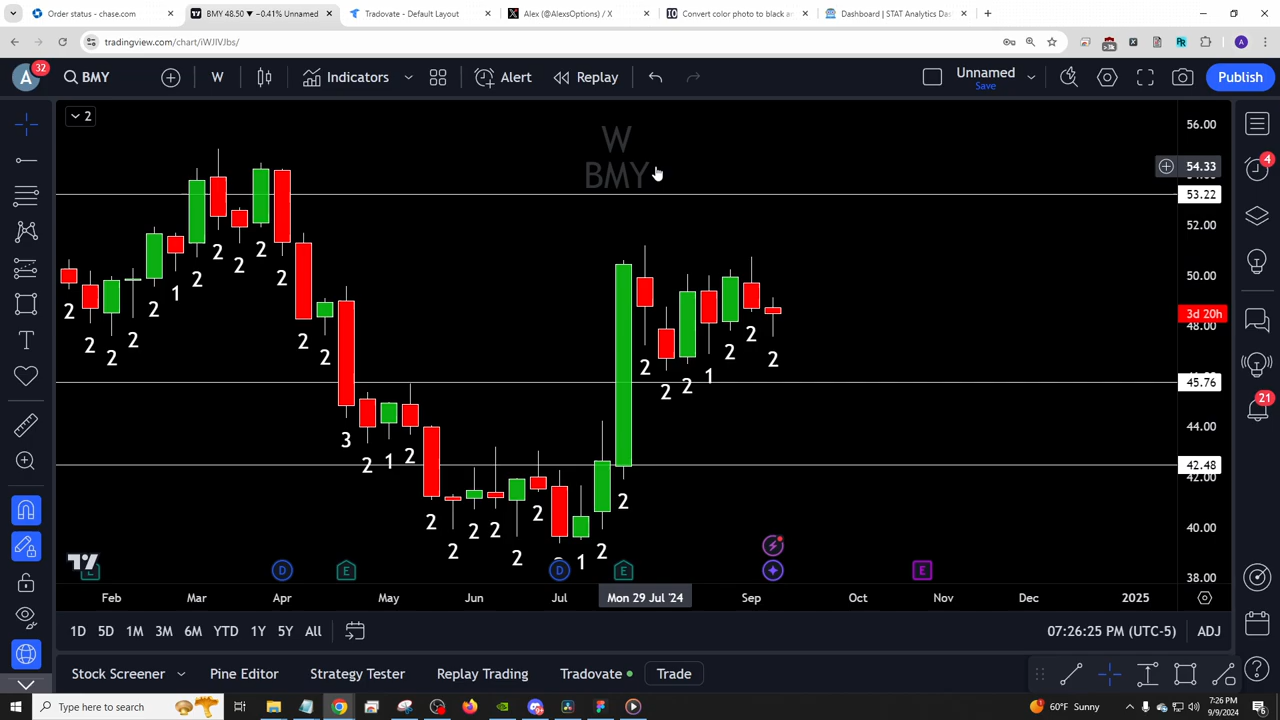 Order status - chase.com
BMY 48.50 ▾ −0.41% Unnamed
Tradovate - Default Layout
Alex (@AlexsOptions) / X
Convert color photo to black an
Dashboard | STAT Analytics Das
tradingview.com/chart/iWJIVJbs/
A 32 BMY W Indicators Alert Replay Unnamed Save Publish
2
W
BMY
56.00
54.33
53.22
52.00
50.00
3d 20h
48.00
45.76
44.00
42.48
42.00
40.00
38.00
2 2 2 2 2 1 2 2 2 2 2 2 2 3 2 1 2 2 2 2 2 2 2 1 2 2 2 2 2 1 2 2 2
4
21
E D E D E E
Feb Mar Apr May Jun Jul Mon 29 Jul '24 Sep Oct Nov Dec 2025
1D 5D 1M 3M 6M YTD 1Y 5Y All
07:26:25 PM (UTC-5) ADJ
Stock Screener Pine Editor Strategy Tester Replay Trading Tradovate Trade
Type here to search
60°F Sunny
7:26 PM
9/9/2024